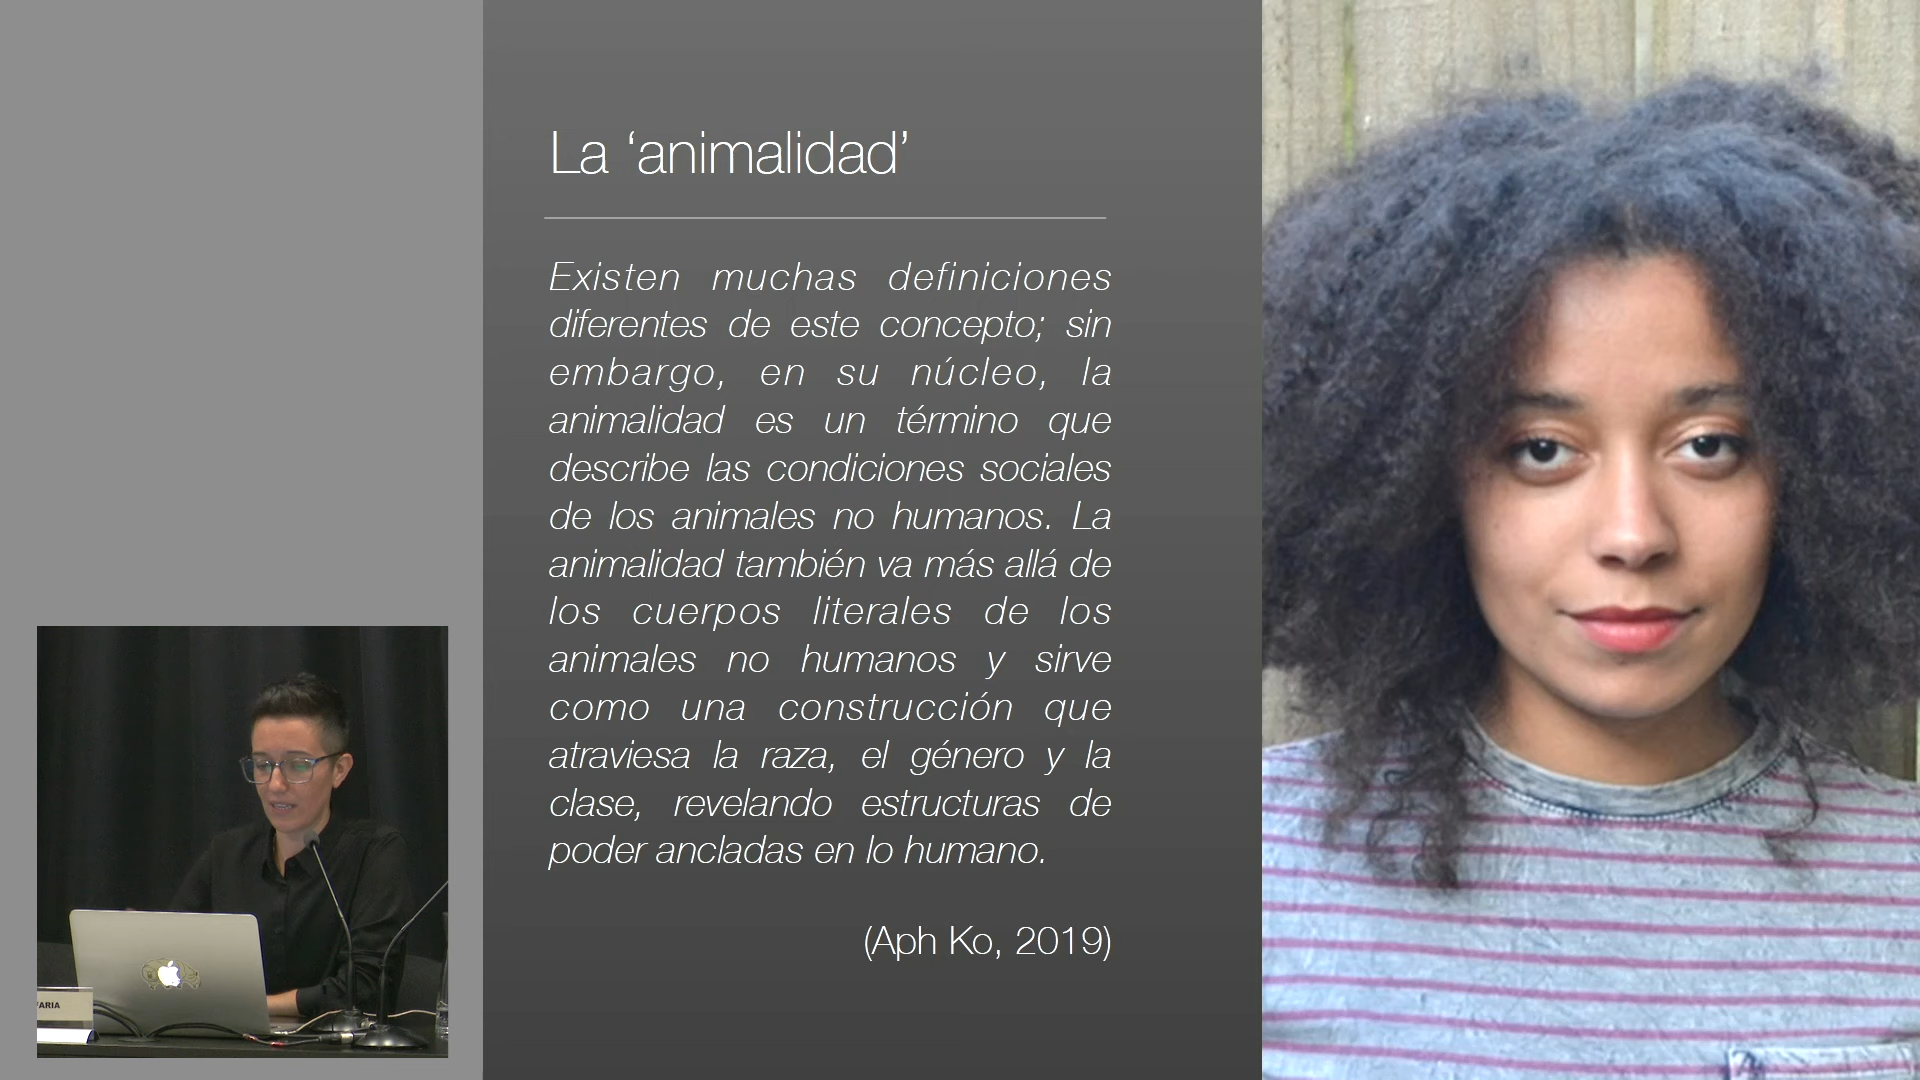 La ‘animalidad’
Existen muchas definiciones
diferentes de este concepto; sin
embargo, en su núcleo, la
animalidad es un término que
describe las condiciones sociales
de los animales no humanos. La
animalidad también va más allá de
los cuerpos literales de los
animales no humanos y sirve
como una construcción que
atraviesa la raza, el género y la
clase, revelando estructuras de
poder ancladas en lo humano.
(Aph Ko, 2019)
FARIA